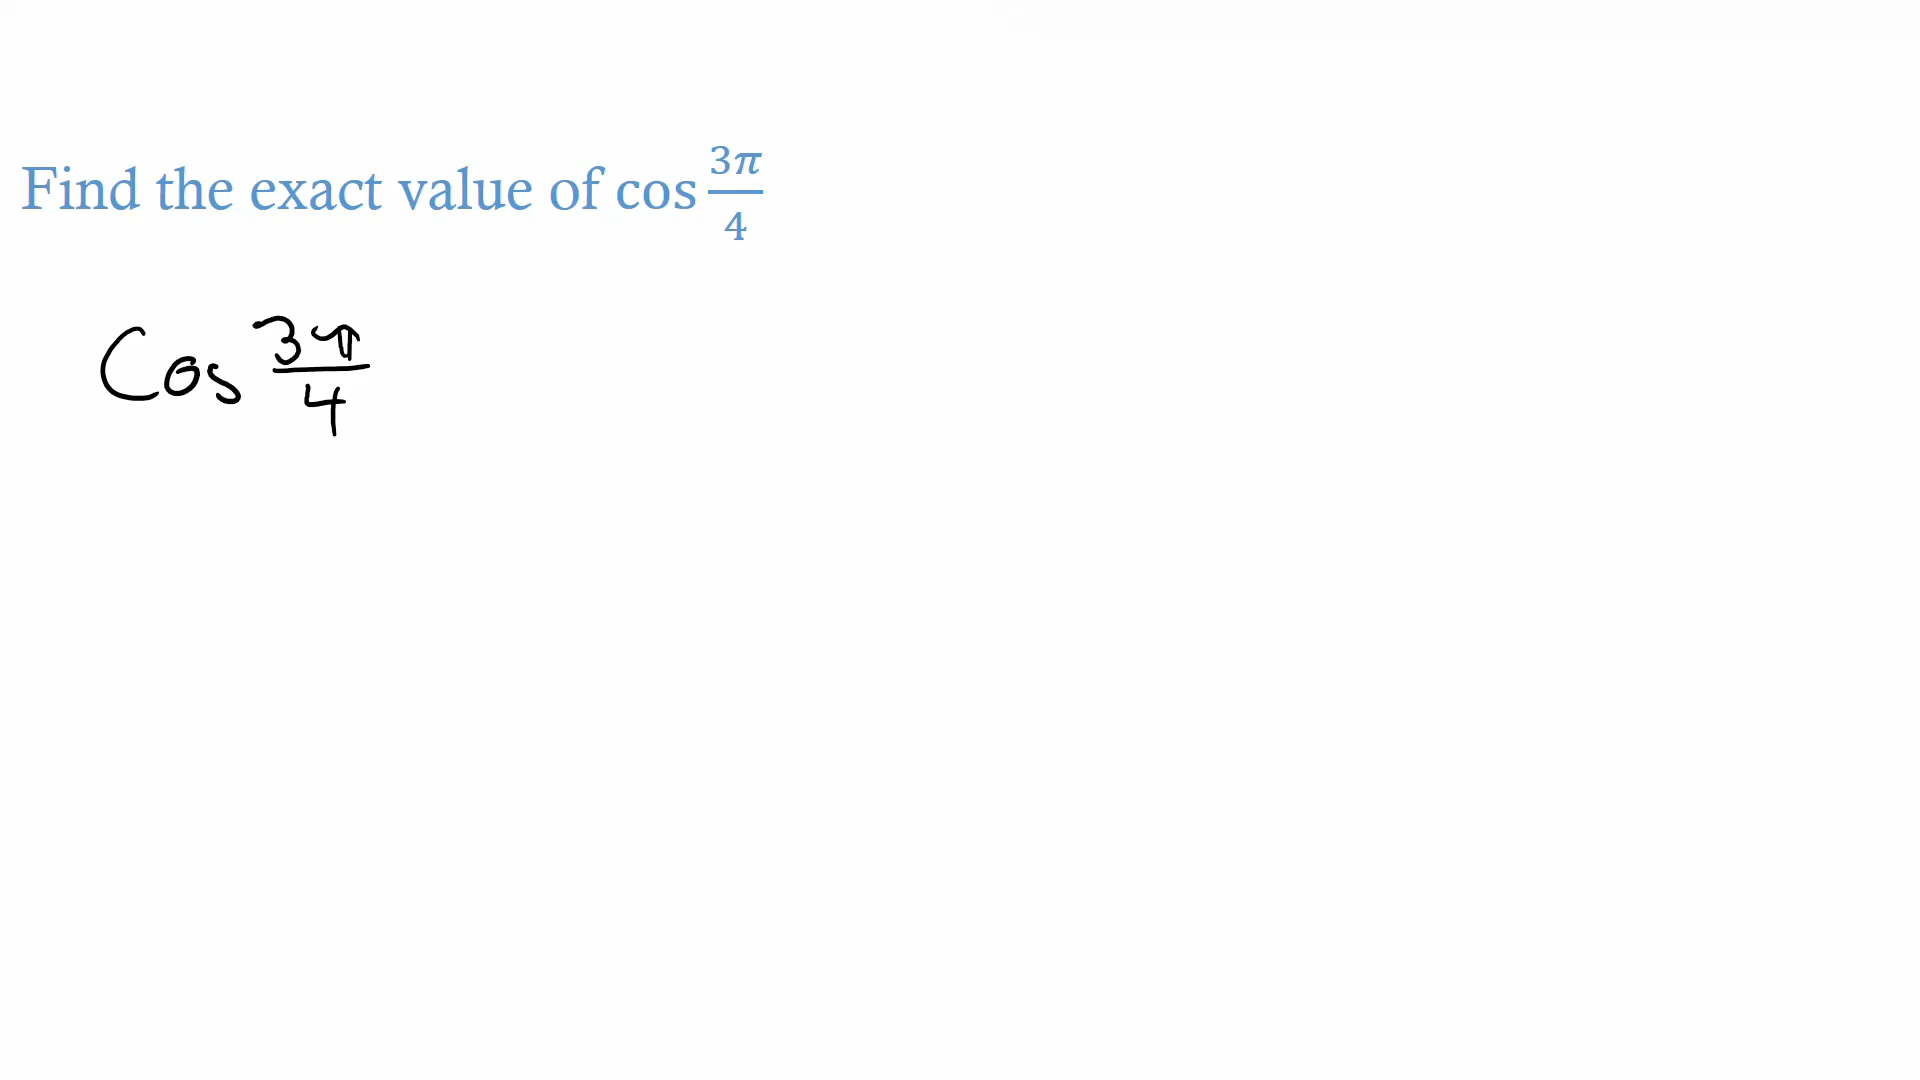 Find the exact value of cos 3π/4
Cos 3π/4